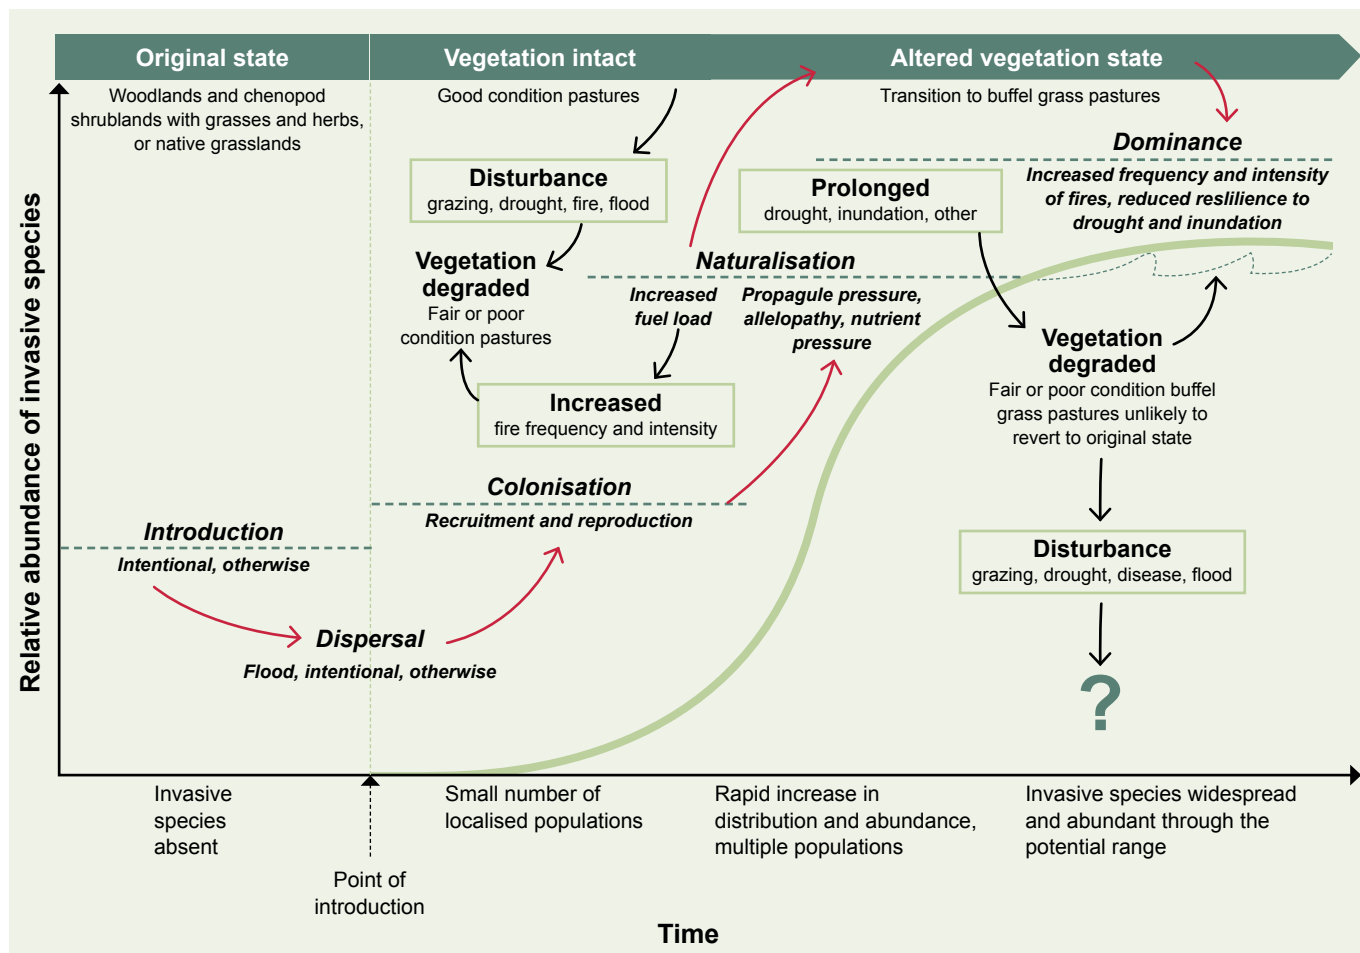 Original state
Vegetation intact
Altered vegetation state
Woodlands and chenopod
shrublands with grasses and herbs,
or native grasslands
Good condition pastures
Transition to buffel grass pastures
Disturbance
grazing, drought, fire, flood
Vegetation
degraded
Fair or poor
condition pastures
Naturalisation
Increased
fuel load
Propagule pressure,
allelopathy, nutrient
pressure
Increased
fire frequency and intensity
Prolonged
drought, inundation, other
Dominance
Increased frequency and intensity
of fires, reduced reslilience to
drought and inundation
Vegetation
degraded
Fair or poor condition buffel
grass pastures unlikely to
revert to original state
Disturbance
grazing, drought, disease, flood
?
Colonisation
Recruitment and reproduction
Introduction
Intentional, otherwise
Dispersal
Flood, intentional, otherwise
Relative abundance of invasive species
Invasive
species
absent
Point of
introduction
Small number of
localised populations
Rapid increase in
distribution and abundance,
multiple populations
Invasive species widespread
and abundant through the
potential range
Time